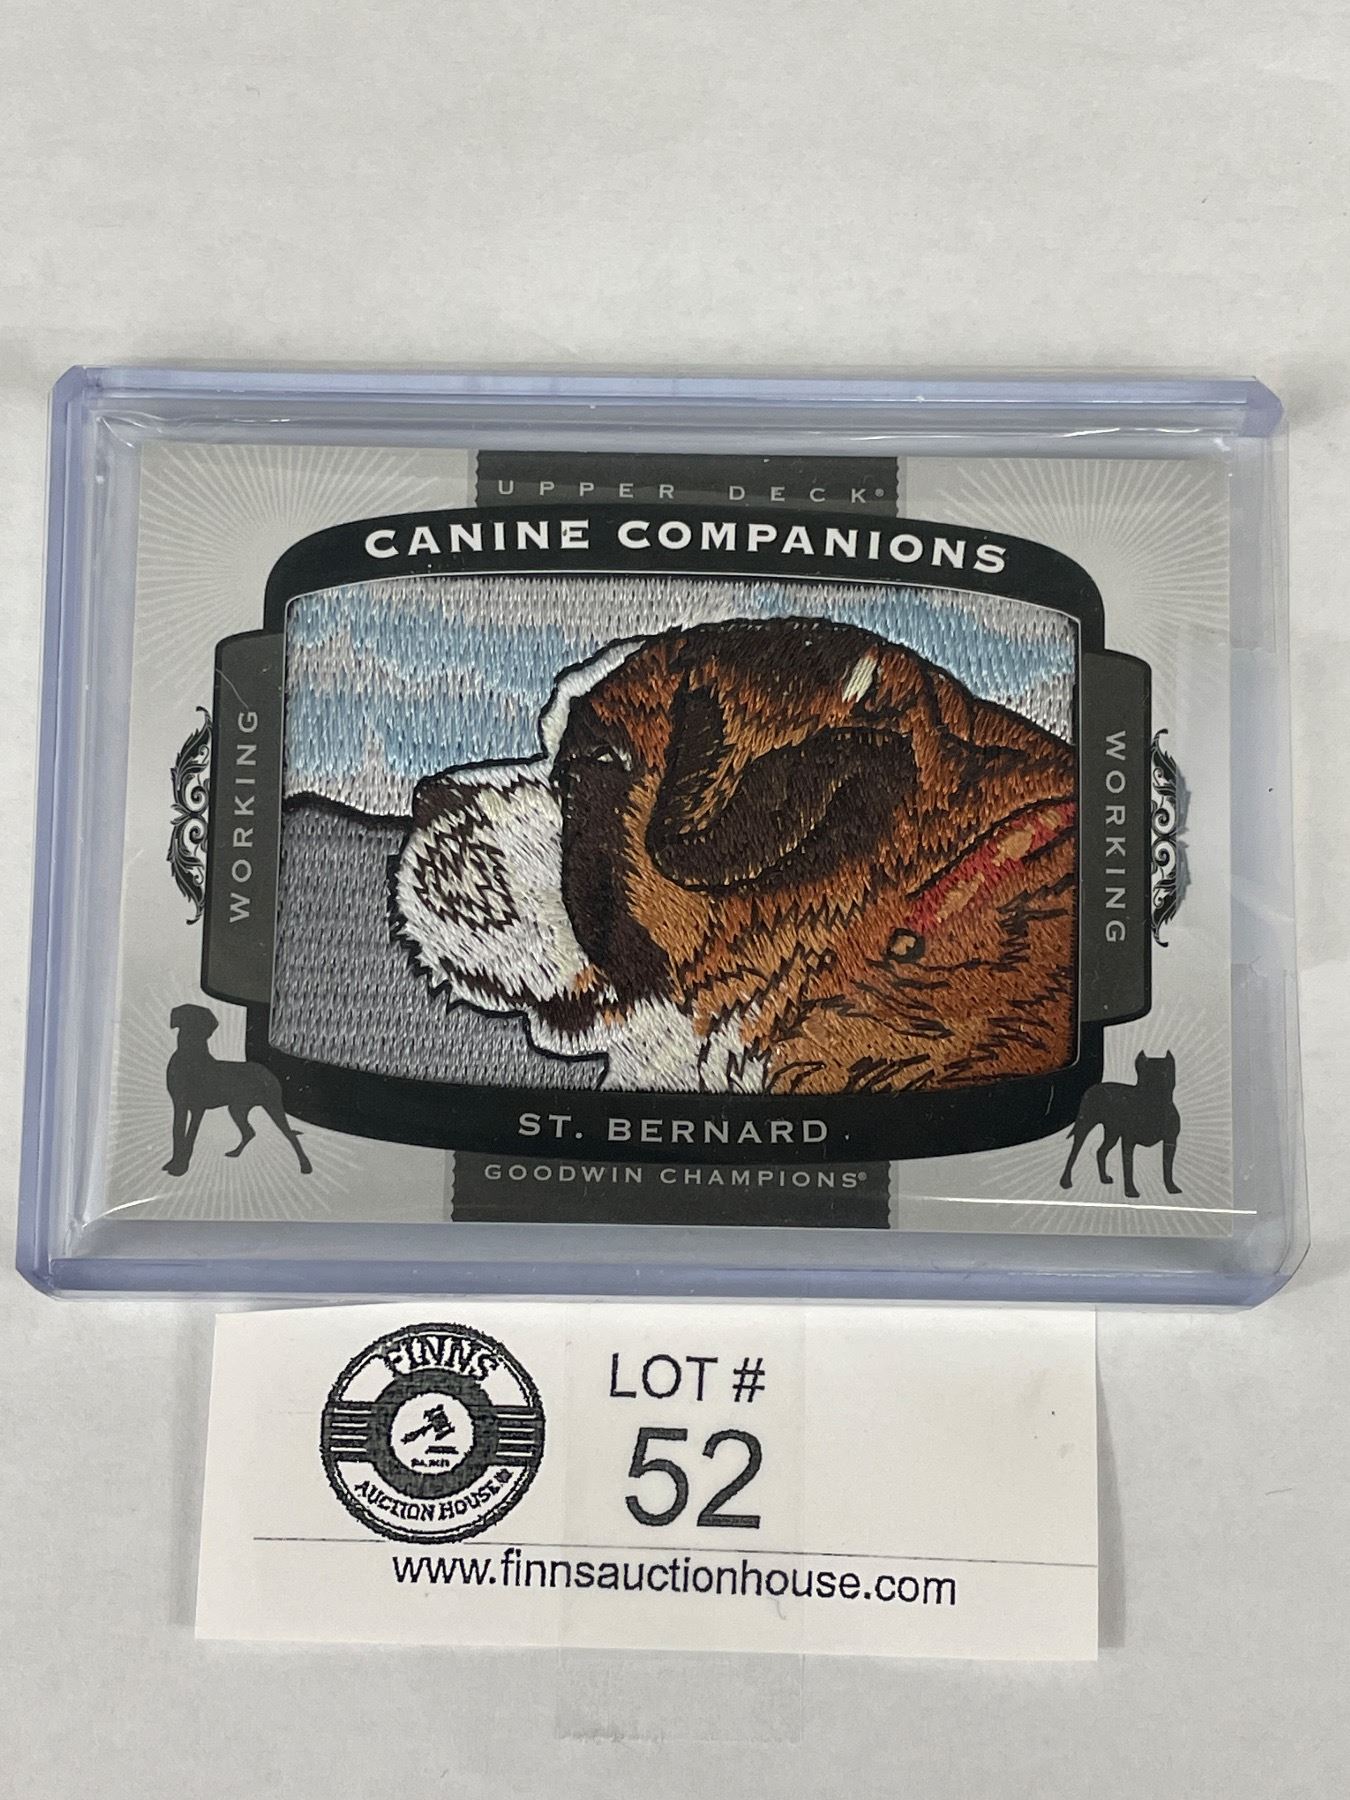 UPPER DECK®
CANINE COMPANIONS
WORKING
WORKING
ST. BERNARD
GOODWIN CHAMPIONS®
FINNS
AUCTION HOUSE
LOT #
52
www.finnsauctionhouse.com